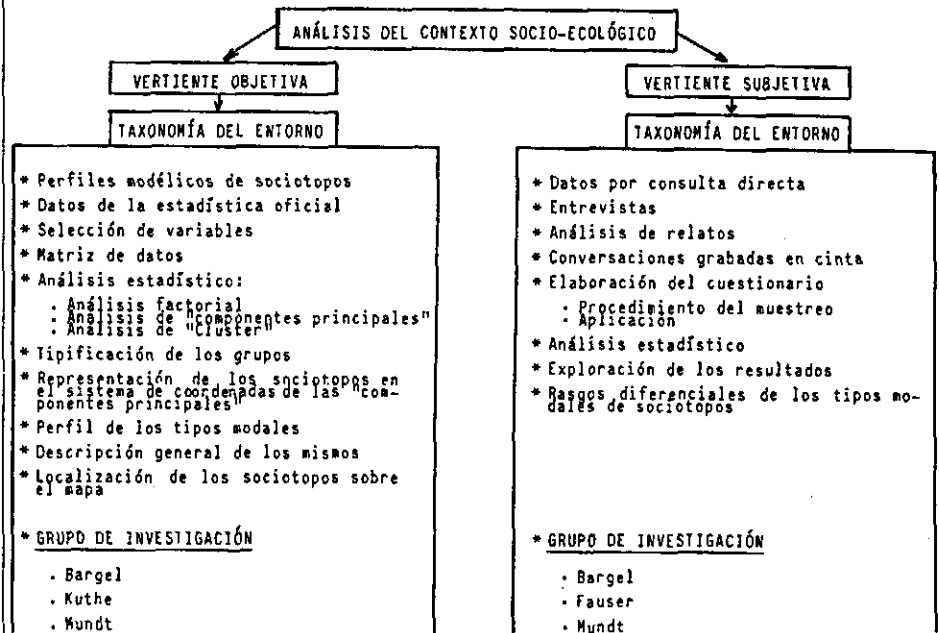 ANÁLISIS DEL CONTEXTO SOCIO-ECOLÓGICO
VERTIENTE OBJETIVA
TAXONOMÍA DEL ENTORNO
* Perfiles modélicos de sociotopos
* Datos de la estadística oficial
* Selección de variables
* Matriz de datos
* Análisis estadístico:
. Análisis factorial
. Análisis de "componentes principales"
. Análisis de "Cluster"
* Tipificación de los grupos
* Representación de los sociotopos en
el sistema de coordenadas de las "com-
ponentes principales"
* Perfil de los tipos modales
* Descripción general de los mismos
* Localización de los sociotopos sobre
el mapa
* GRUPO DE INVESTIGACIÓN
. Bargel
. Kuthe
. Mundt
VERTIENTE SUBJETIVA
TAXONOMÍA DEL ENTORNO
* Datos por consulta directa
* Entrevistas
* Análisis de relatos
* Conversaciones grabadas en cinta
* Elaboración del cuestionario
. Procedimiento del muestreo
. Aplicación
* Análisis estadístico
* Exploración de los resultados
* Rasgos diferenciales de los tipos mo-
dales de sociotopos
* GRUPO DE INVESTIGACIÓN
. Bargel
. Fauser
. Mundt